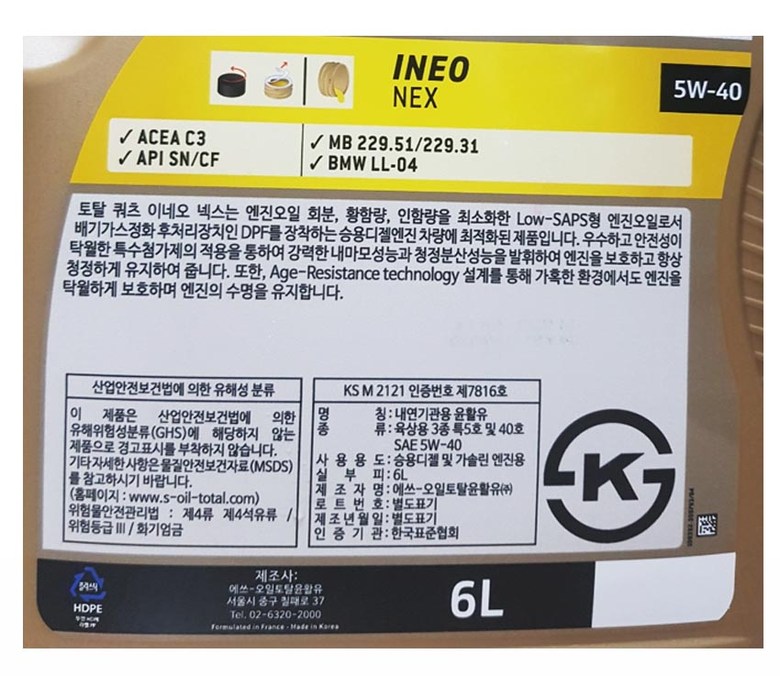 INEO
NEX
5W-40
✓ ACEA C3
✓ API SN/CF
✓ MB 229.51/229.31
✓ BMW LL-04
토탈 쿼츠 이네오 넥스는 엔진오일 회분, 황함량, 인함량을 최소화한 Low-SAPS형 엔진오일로서
배기가스정화 후처리장치인 DPF를 장착하는 승용디젤엔진 차량에 최적화된 제품입니다. 우수하고 안전성이
탁월한 특수첨가제의 적용을 통하여 강력한 내마모성능과 청정분산성능을 발휘하여 엔진을 보호하고 항상
청정하게 유지하여 줍니다. 또한, Age-Resistance technology 설계를 통해 가혹한 환경에서도 엔진을
탁월하게 보호하며 엔진의 수명을 유지합니다.
산업안전보건법에 의한 유해성 분류
이 제품은 산업안전보건법에 의한
유해위험성분류(GHS)에 해당하지 않는
제품으로 경고표시를 부착하지 않습니다.
기타 자세한 사항은 물질안전보건자료(MSDS)
를 참고하시기 바랍니다.
(홈페이지 : www.s-oil-total.com)
위험물안전관리법 : 제4류 제4석유류 /
위험등급 III / 화기엄금
KS M 2121 인증번호 제7816호
명 칭 : 내연기관용 윤활유
종 류 : 육상용 3종 특5호 및 40호
SAE 5W-40
사 용 용 도 : 승용디젤 및 가솔린 엔진용
실 부 피 : 6L
제 조 자 명 : 에쓰-오일토탈윤활유㈜
로 트 번 호 : 별도표기
제 조 년 월 일 : 별도표기
인 증 기 관 : 한국표준협회
플라스틱
HDPE
제조사:
에쓰-오일토탈윤활유
서울시 중구 칠패로 37
Tel. 02-6320-2000
Formulated in France - Made in Korea
6L